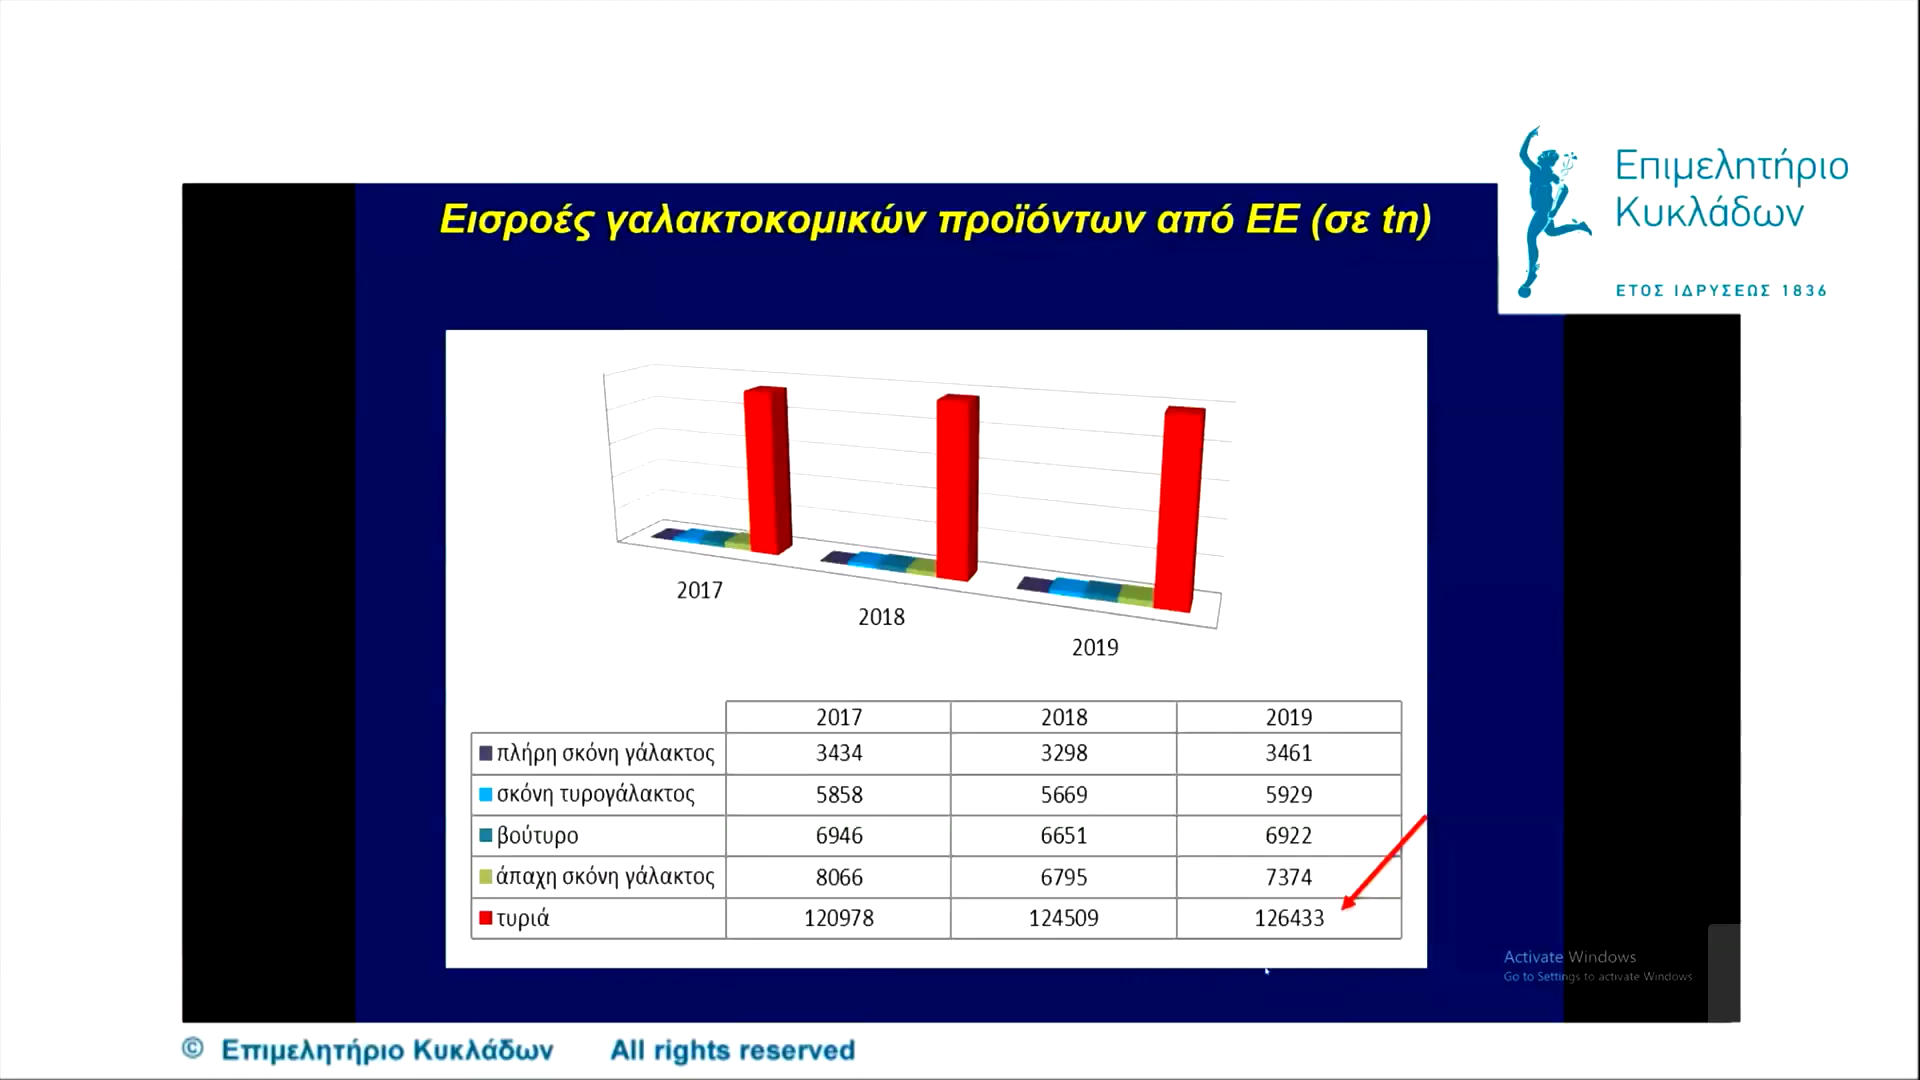 Επιμελητήριο
Κυκλάδων
ΕΤΟΣ ΙΔΡΥΣΕΩΣ 1836
Εισροές γαλακτοκομικών προϊόντων από ΕΕ (σε tn)
2017
2018
2019
2017 2018 2019
πλήρη σκόνη γάλακτος 3434 3298 3461
σκόνη τυρογάλακτος 5858 5669 5929
βούτυρο 6946 6651 6922
άπαχη σκόνη γάλακτος 8066 6795 7374
τυριά 120978 124509 126433
Activate Windows
Go to Settings to activate Windows
© Επιμελητήριο Κυκλάδων All rights reserved